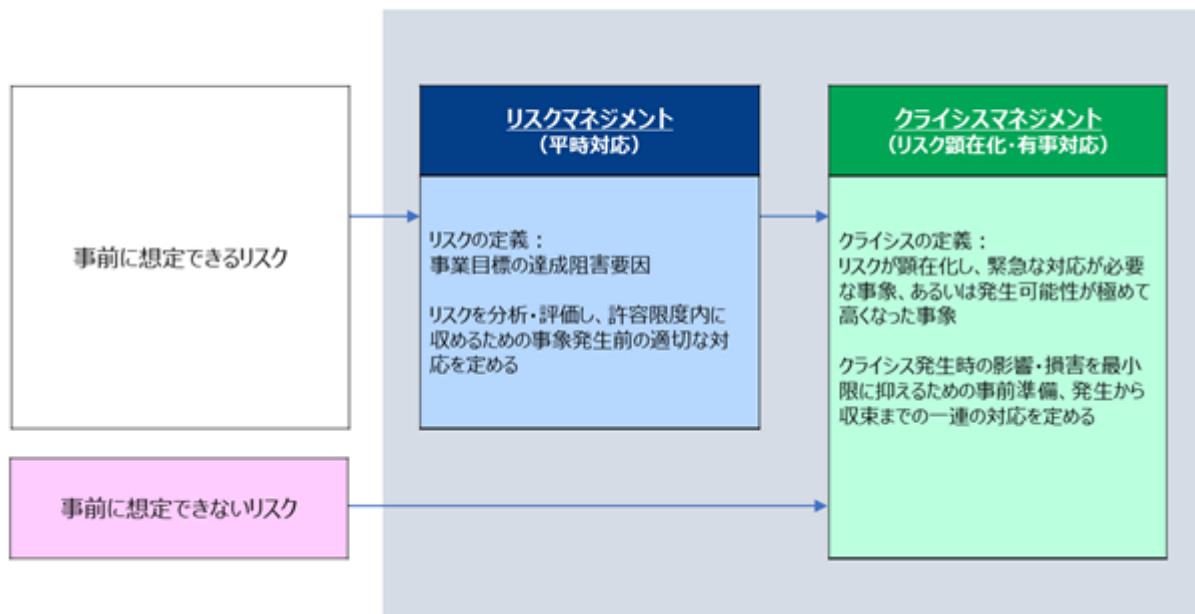 事前に想定できるリスク
リスクマネジメント
（平時対応）
リスクの定義：
事業目標の達成阻害要因
リスクを分析・評価し、許容限度内に
収めるための事象発生前の適切な対
応を定める
クライシスマネジメント
（リスク顕在化・有事対応）
クライシスの定義：
リスクが顕在化し、緊急な対応が必要
な事象、あるいは発生可能性が極めて
高くなった事象
クライシス発生時の影響・損害を最小
限に抑えるための事前準備、発生から
収束までの一連の対応を定める
事前に想定できないリスク